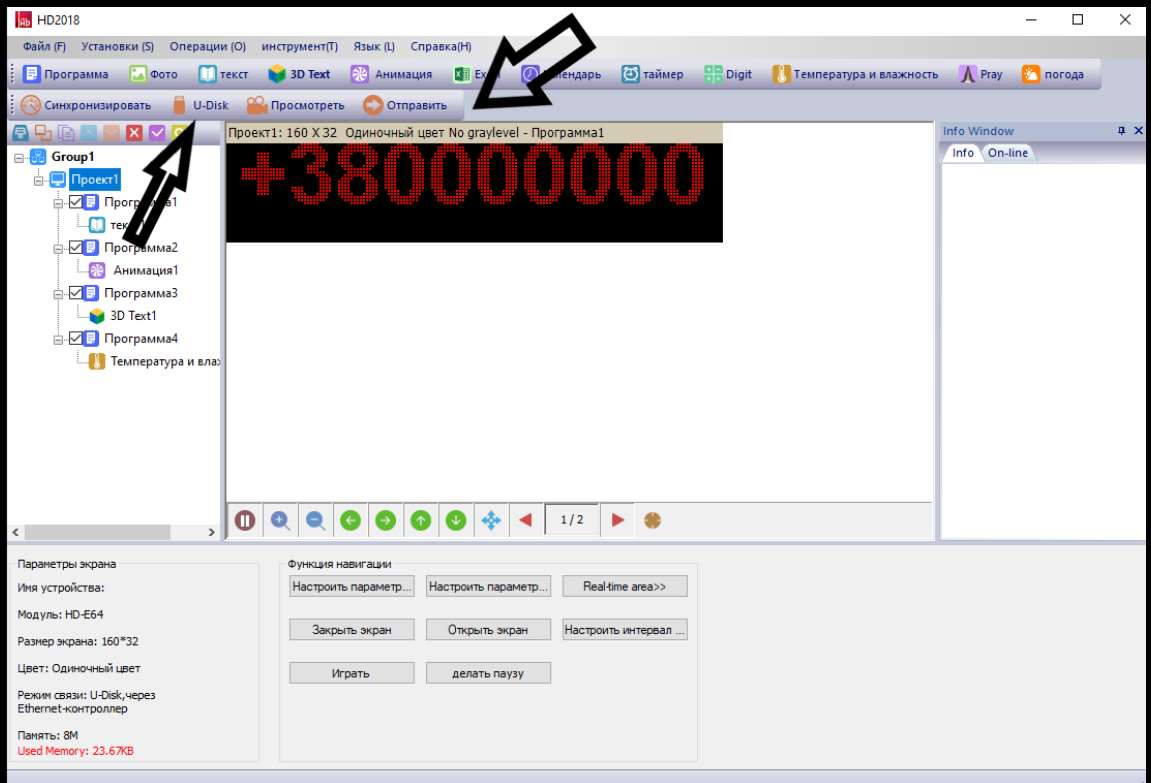 HD2018
Файл (F) Установки (S) Операции (O) инструмент(T) Язык (L) Справка(H)
Программа Фото текст 3D Text Анимация таймер Digit Температура и влажность Pray погода
Синхронизировать U-Disk Просмотреть Отправить
Проект1: 160 X 32 Одиночный цвет No graylevel - Программа1
Info Window
Info On-line
Group1
Проект1
+380000000
Программа2
Анимация1
Программа3
3D Text1
Программа4
Температура и
1 / 2
Параметры экрана
Имя устройства:
Модуль: HD-E64
Размер экрана: 160*32
Цвет: Одиночный цвет
Режим связи: U-Disk,через
Ethernet-контроллер
Память: 8M
Used Memory: 23.67KB
Функция навигации
Настроить параметр... Настроить параметр... Real-time area>>
Закрыть экран Открыть экран Настроить интервал ...
Играть делать паузу